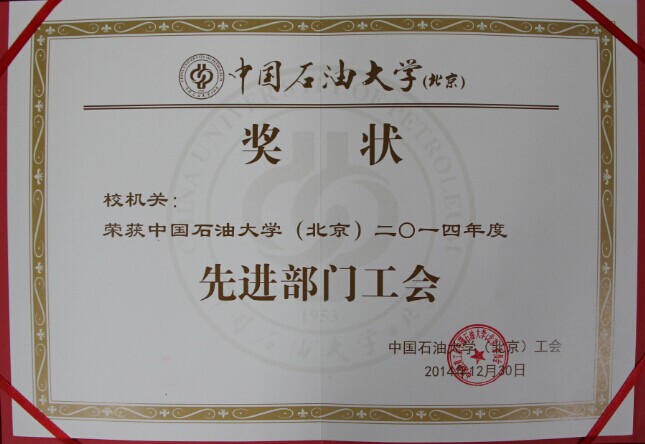 中国石油大学(北京)
奖 状
校机关：
荣获中国石油大学（北京）二〇一四年度
先进部门工会
1953
中国石油大学（北京）工会
2014年12月30日